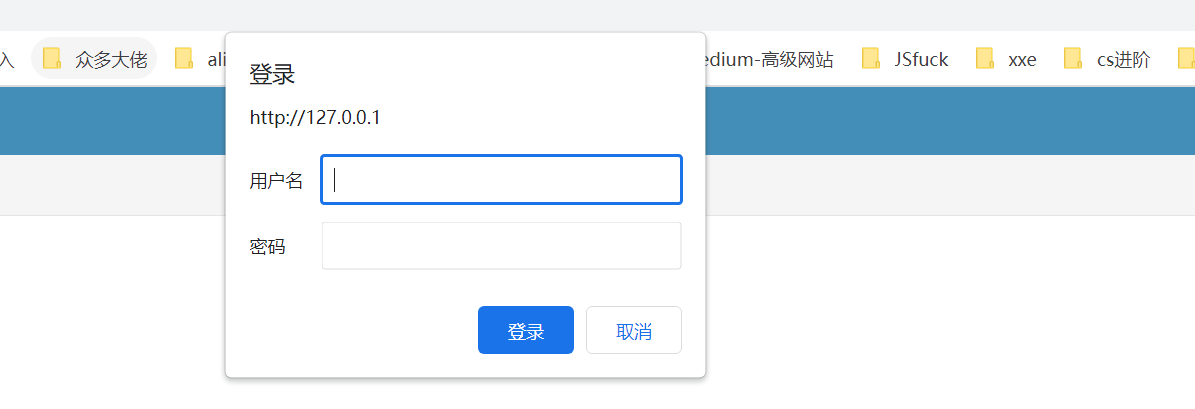 入 众多大佬 ali edium-高级网站 JSfuck xxe cs进阶
登录
http://127.0.0.1
用户名
密码
登录 取消